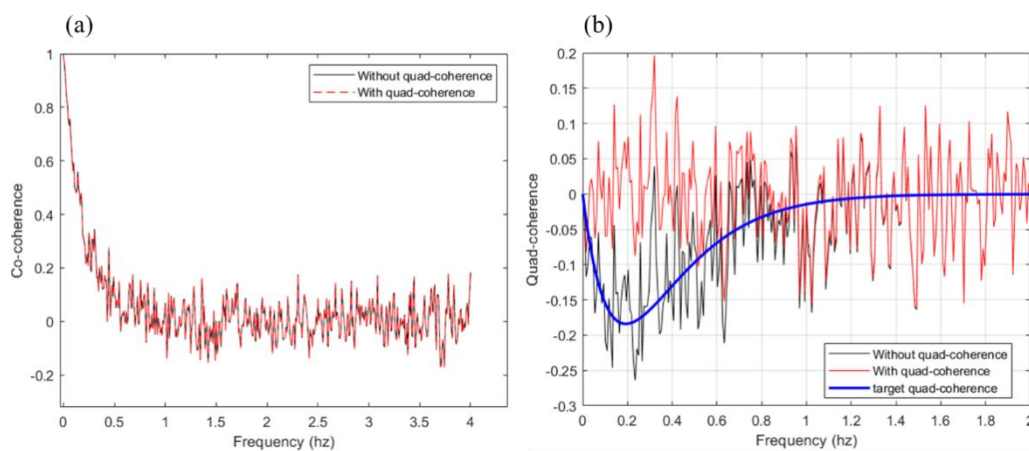 (a)
(b)
1
0.8
0.6
0.4
0.2
0
-0.2
Co-coherence
0 0.5 1 1.5 2 2.5 3 3.5 4
Frequency (hz)
Without quad-coherence
With quad-coherence
0.2
0.15
0.1
0.05
0
-0.05
-0.1
-0.15
-0.2
-0.25
-0.3
Quad-coherence
0 0.2 0.4 0.6 0.8 1 1.2 1.4 1.6 1.8 2
Frequency (hz)
Without quad-coherence
With quad-coherence
target quad-coherence